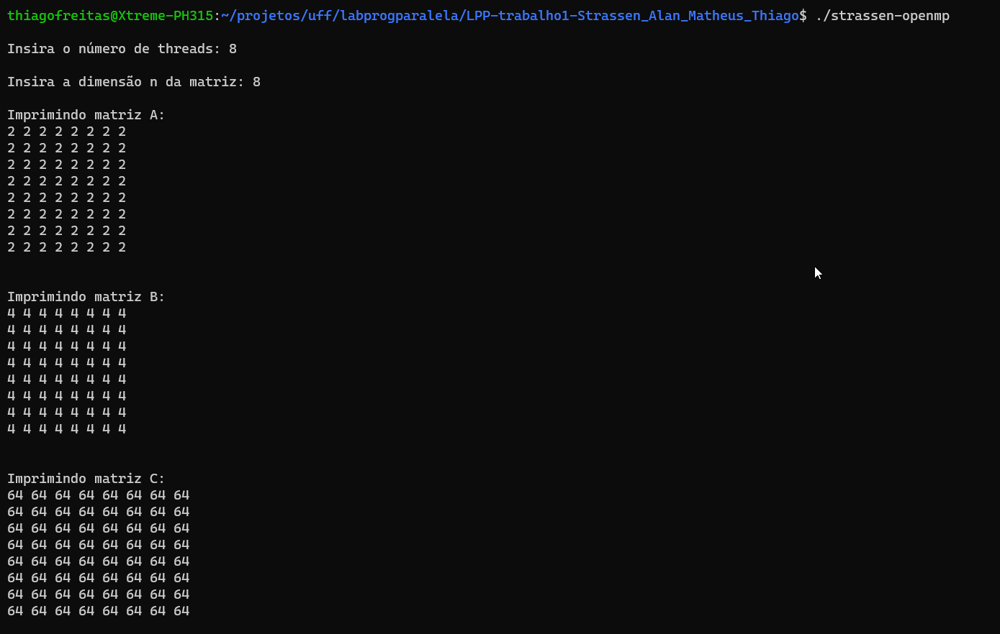 thiagofreitas@Xtreme-PH315:~/projetos/uff/labprogparalela/LPP-trabalho1-Strassen_Alan_Matheus_Thiago$ ./strassen-openmp
Insira o número de threads: 8
Insira a dimensão n da matriz: 8
Imprimindo matriz A:
2 2 2 2 2 2 2 2
2 2 2 2 2 2 2 2
2 2 2 2 2 2 2 2
2 2 2 2 2 2 2 2
2 2 2 2 2 2 2 2
2 2 2 2 2 2 2 2
2 2 2 2 2 2 2 2
2 2 2 2 2 2 2 2
Imprimindo matriz B:
4 4 4 4 4 4 4 4
4 4 4 4 4 4 4 4
4 4 4 4 4 4 4 4
4 4 4 4 4 4 4 4
4 4 4 4 4 4 4 4
4 4 4 4 4 4 4 4
4 4 4 4 4 4 4 4
4 4 4 4 4 4 4 4
Imprimindo matriz C:
64 64 64 64 64 64 64 64
64 64 64 64 64 64 64 64
64 64 64 64 64 64 64 64
64 64 64 64 64 64 64 64
64 64 64 64 64 64 64 64
64 64 64 64 64 64 64 64
64 64 64 64 64 64 64 64
64 64 64 64 64 64 64 64